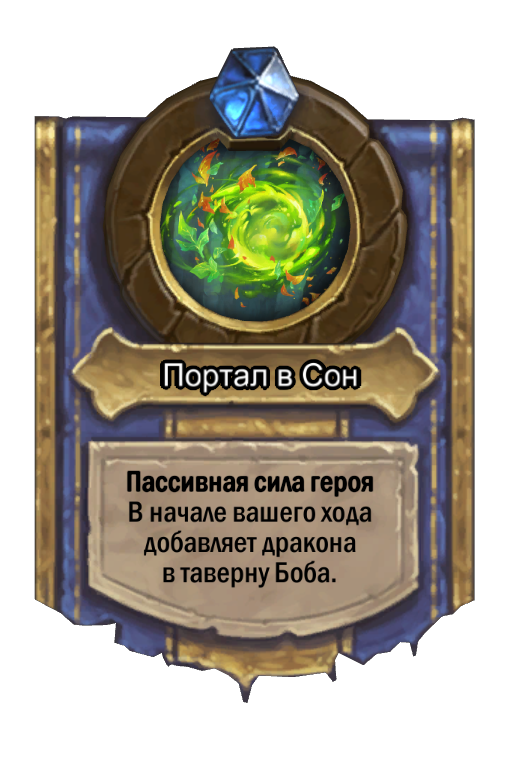 Портал в Сон
Пассивная сила героя
В начале вашего хода
добавляет дракона
в таверну Боба.